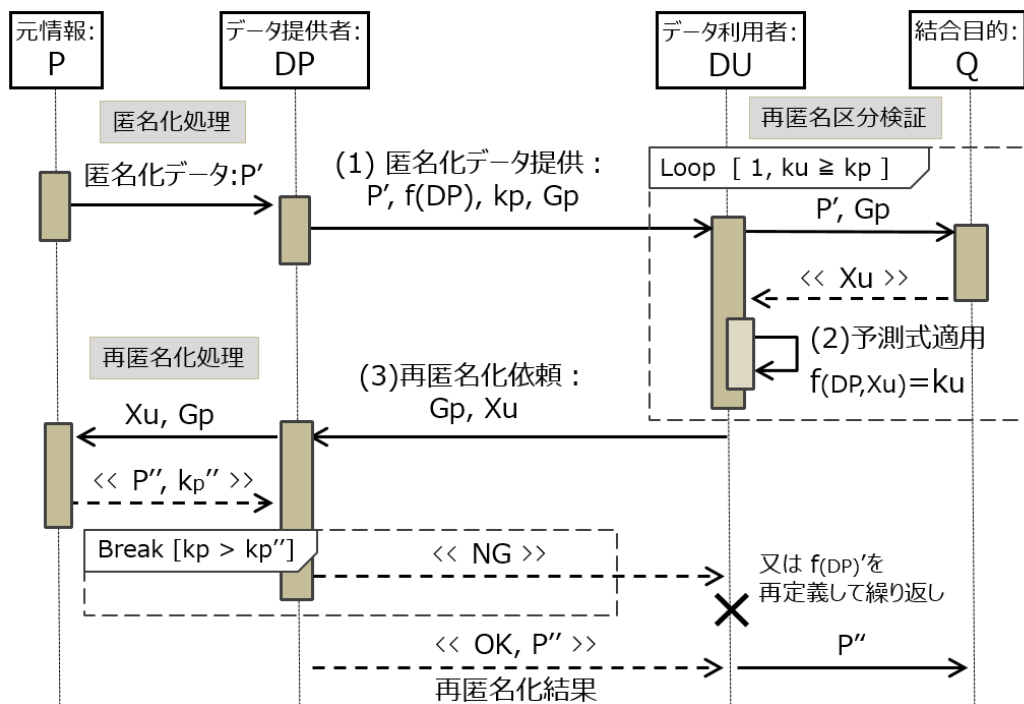 元情報:
P
データ提供者:
DP
データ利用者:
DU
結合目的:
Q
匿名化処理
再匿名区分検証
匿名化データ:P'
(1) 匿名化データ提供：
P', f(DP), kp, Gp
Loop [ 1, ku ≧ kp ]
P', Gp
<< Xu >>
(2)予測式適用
f(DP,Xu)=ku
再匿名化処理
(3)再匿名化依頼：
Gp, Xu
Xu, Gp
<< P'', kp'' >>
Break [kp > kp'']
<< NG >>
又は f(DP)'を
再定義して繰り返し
<< OK, P'' >>
再匿名化結果
P"